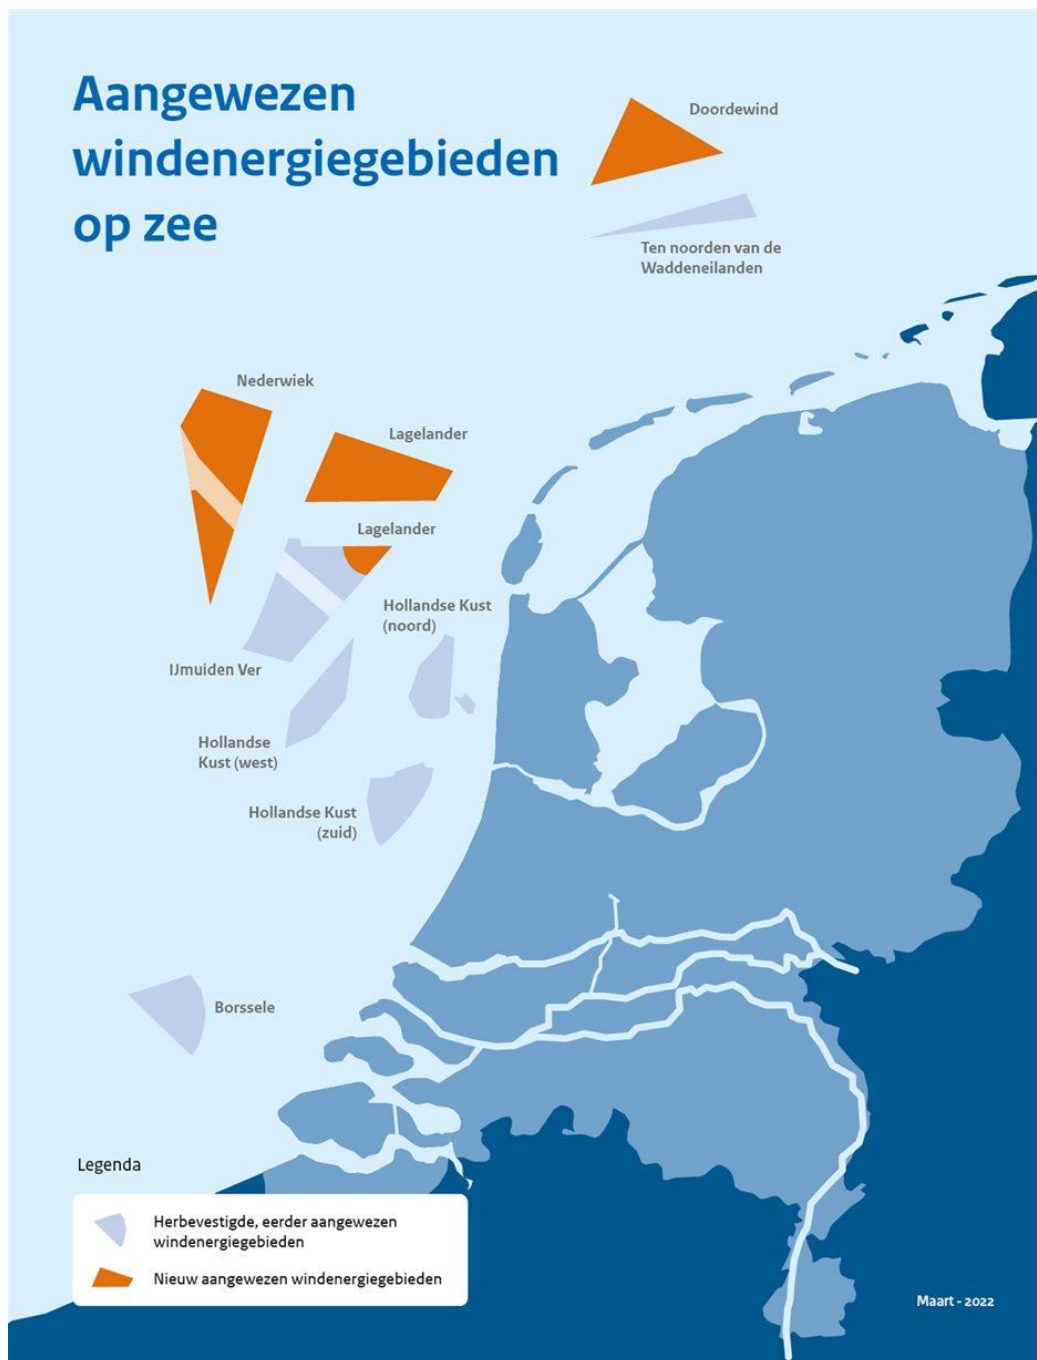 Aangewezen
windenergiegebieden
op zee
Doordewind
Ten noorden van de
Waddeneilanden
Nederwiek
Lagelander
Lagelander
Hollandse Kust
(noord)
IJmuiden Ver
Hollandse
Kust (west)
Hollandse Kust
(zuid)
Borssele
Legenda
Herbevestigde, eerder aangewezen
windenergiegebieden
Nieuw aangewezen windenergiegebieden
Maart - 2022